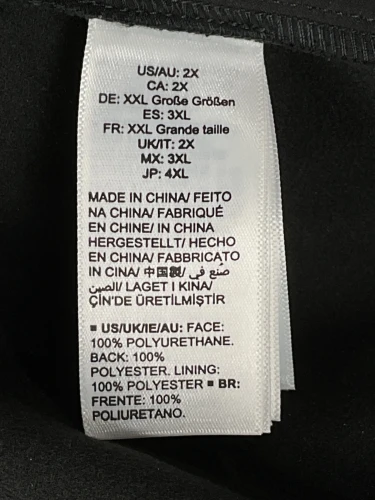 US/AU: 2X
CA: 2X
DE: XXL Große Größen
ES: 3XL
FR: XXL Grande taille
UK/IT: 2X
MX: 3XL
JP: 4XL
MADE IN CHINA/ FEITO
NA CHINA/ FABRIQUÉ
EN CHINE/ IN CHINA
HERGESTELLT/ HECHO
EN CHINA/ FABBRICATO
IN CINA/ 中国製/ صنع في
الصين/ LAGET I KINA/
ÇİN'DE ÜRETİLMİŞTİR
■ US/UK/IE/AU: FACE:
100% POLYURETHANE.
BACK: 100%
POLYESTER. LINING:
100% POLYESTER ■ BR:
FRENTE: 100%
POLIURETANO.